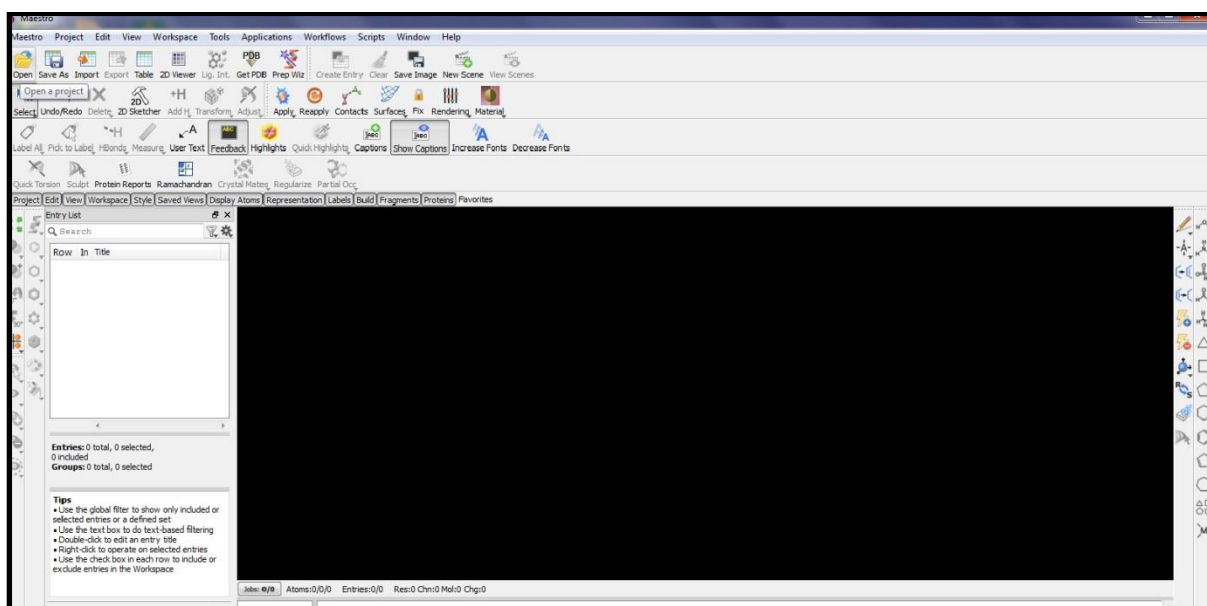 Maestro
Maestro Project Edit View Workspace Tools Applications Workflows Scripts Window Help
Open Save As Import Export Table 2D Viewer Lig. Int. Get PDB Prep Wiz Create Entry Clear Save Image New Scene View Scenes
Open a project
Select Undo/Redo Delete 2D Sketcher Add H Transform Adjust Apply Reapply Contacts Surfaces Fix Rendering Material
Label All Pick to Label HBonds Measure User Text Feedback Highlights Quick Highlights Captions Show Captions Increase Fonts Decrease Fonts
Quick Torsion Sculpt Protein Reports Ramachandran Crystal Mates Regularize Partial Occ
Project Edit View Workspace Style Saved Views Display Atoms Representation Labels Build Fragments Proteins Favorites
Entry List
Search
Row In Title
Entries: 0 total, 0 selected,
0 included
Groups: 0 total, 0 selected
Tips
• Use the global filter to show only included or
selected entries or a defined set
• Use the text box to do text-based filtering
• Double-click to edit an entry title
• Right-click to operate on selected entries
• Use the check box in each row to include or
exclude entries in the Workspace
Jobs: 0/0 Atoms:0/0/0 Entries:0/0 Res:0 Chn:0 Mol:0 Chg:0